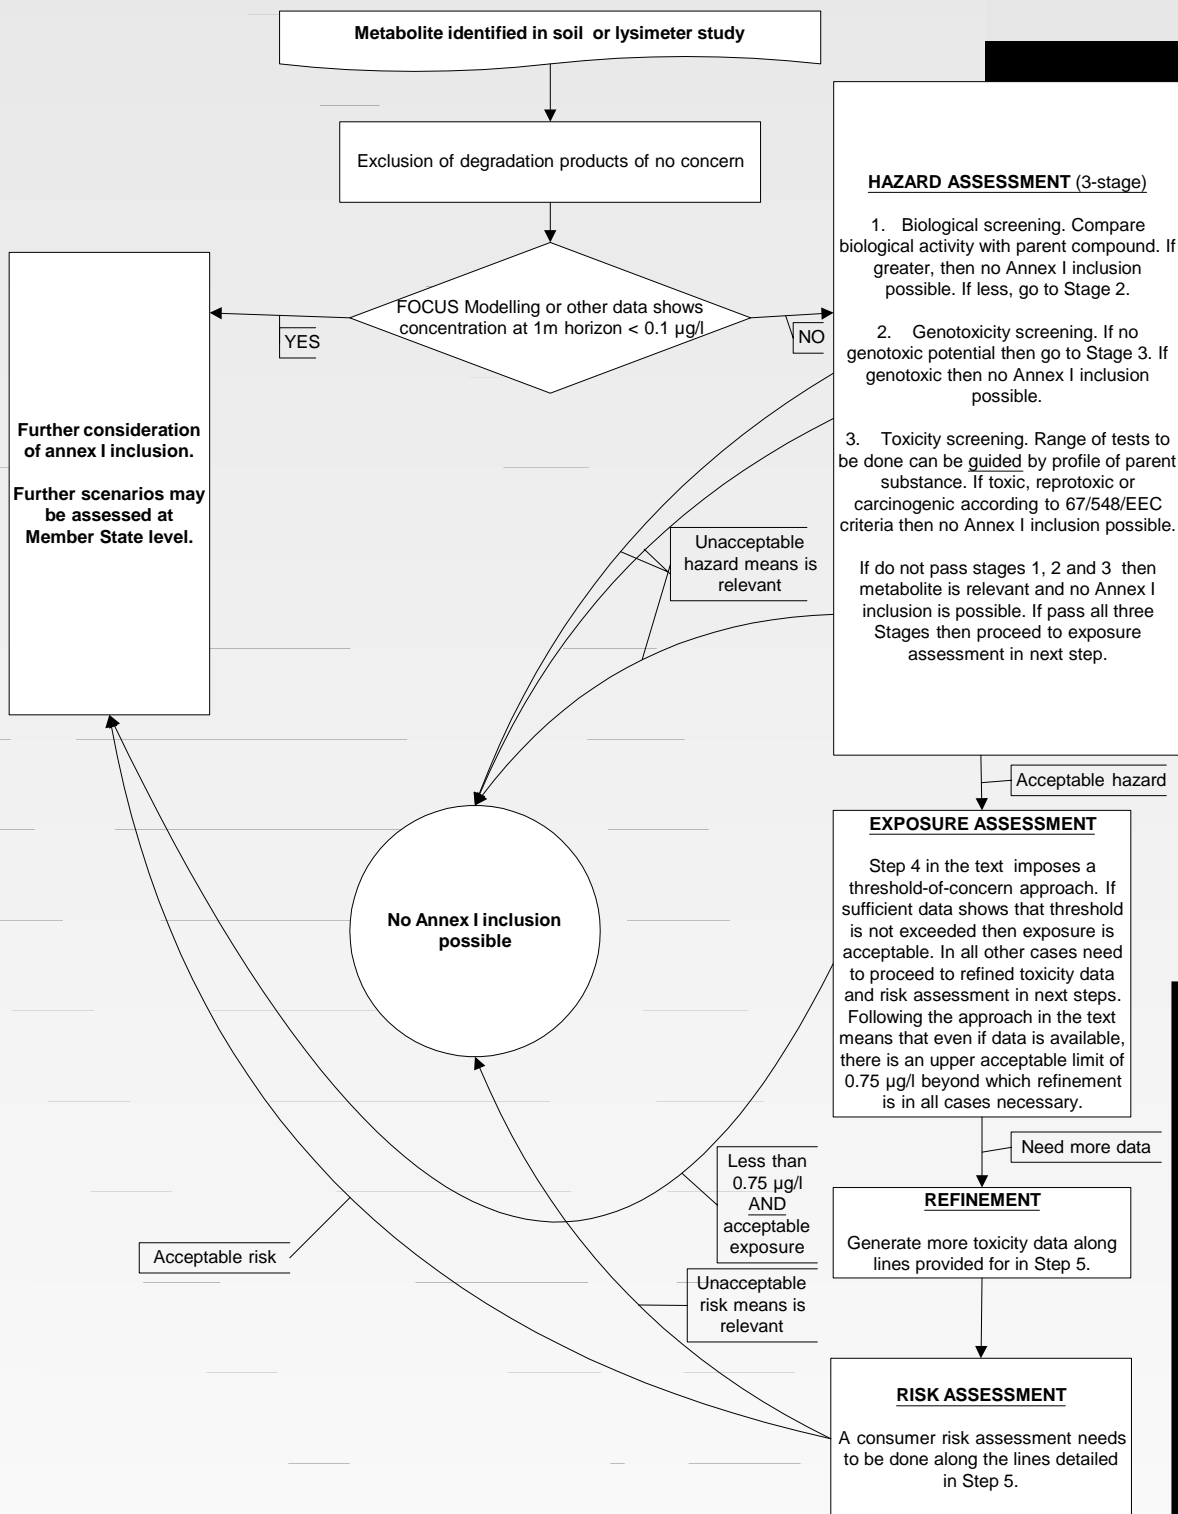 Metabolite identified in soil or lysimeter study
Exclusion of degradation products of no concern
FOCUS Modelling or other data shows
concentration at 1m horizon < 0.1 µg/l
YES
NO
Further consideration
of annex I inclusion.
Further scenarios may
be assessed at
Member State level.
HAZARD ASSESSMENT (3-stage)
1. Biological screening. Compare
biological activity with parent compound. If
greater, then no Annex I inclusion
possible. If less, go to Stage 2.
2. Genotoxicity screening. If no
genotoxic potential then go to Stage 3. If
genotoxic then no Annex I inclusion
possible.
3. Toxicity screening. Range of tests to
be done can be guided by profile of parent
substance. If toxic, reprotoxic or
carcinogenic according to 67/548/EEC
criteria then no Annex I inclusion possible.
If do not pass stages 1, 2 and 3 then
metabolite is relevant and no Annex I
inclusion is possible. If pass all three
Stages then proceed to exposure
assessment in next step.
Unacceptable
hazard means is
relevant
Acceptable hazard
No Annex I inclusion
possible
EXPOSURE ASSESSMENT
Step 4 in the text imposes a
threshold-of-concern approach. If
sufficient data shows that threshold
is not exceeded then exposure is
acceptable. In all other cases need
to proceed to refined toxicity data
and risk assessment in next steps.
Following the approach in the text
means that even if data is available,
there is an upper acceptable limit of
0.75 µg/l beyond which refinement
is in all cases necessary.
Need more data
Less than
0.75 µg/l
AND
acceptable
exposure
REFINEMENT
Generate more toxicity data along
lines provided for in Step 5.
Acceptable risk
Unacceptable
risk means is
relevant
RISK ASSESSMENT
A consumer risk assessment needs
to be done along the lines detailed
in Step 5.